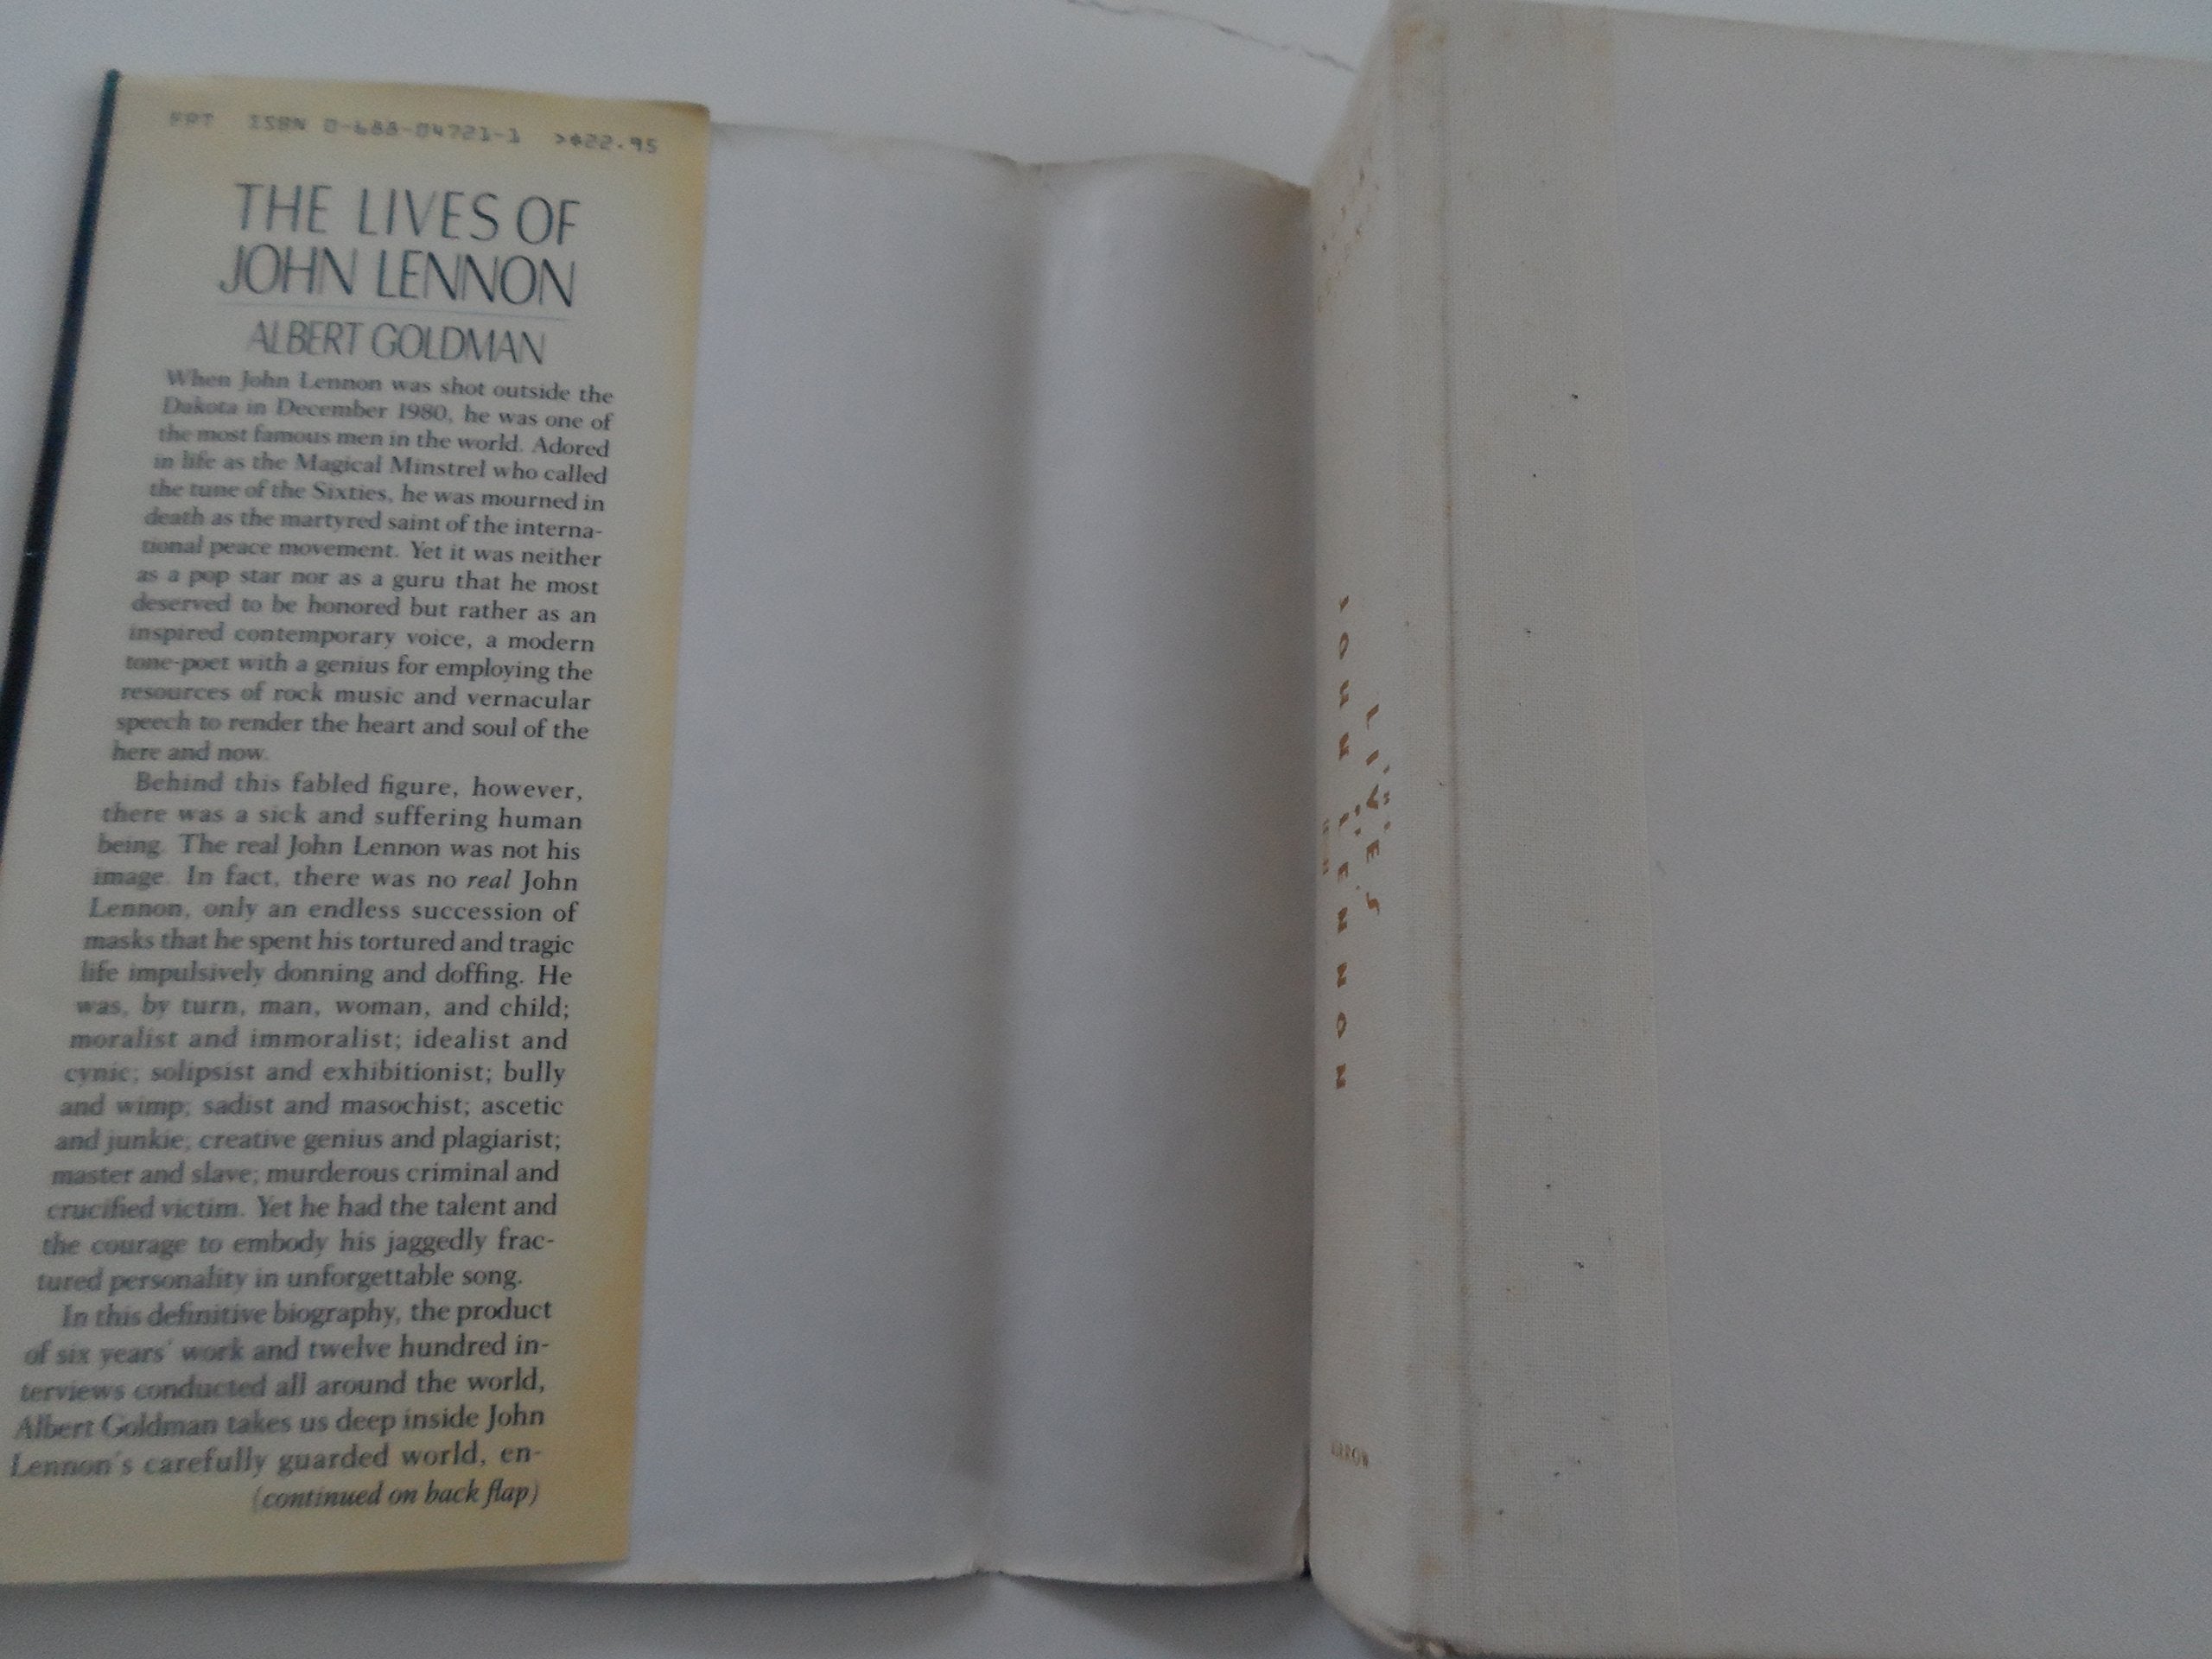 FPT ISBN 0-688-04721-1 >$22.95
THE LIVES OF
JOHN LENNON
ALBERT GOLDMAN
When John Lennon was shot outside the
Dakota in December 1980, he was one of
the most famous men in the world. Adored
in life as the Magical Minstrel who called
the tune of the Sixties, he was mourned in
death as the martyred saint of the interna-
tional peace movement. Yet it was neither
as a pop star nor as a guru that he most
deserved to be honored but rather as an
inspired contemporary voice, a modern
tone-poet with a genius for employing the
resources of rock music and vernacular
speech to render the heart and soul of the
here and now.
Behind this fabled figure, however,
there was a sick and suffering human
being. The real John Lennon was not his
image. In fact, there was no real John
Lennon, only an endless succession of
masks that he spent his tortured and tragic
life impulsively donning and doffing. He
was, by turn, man, woman, and child;
moralist and immoralist; idealist and
cynic; solipsist and exhibitionist; bully
and wimp; sadist and masochist; ascetic
and junkie; creative genius and plagiarist;
master and slave; murderous criminal and
crucified victim. Yet he had the talent and
the courage to embody his jaggedly frac-
tured personality in unforgettable song.
In this definitive biography, the product
of six years' work and twelve hundred in-
terviews conducted all around the world,
Albert Goldman takes us deep inside John
Lennon's carefully guarded world, en-
(continued on back flap)
LIVES
JOHN LENNON